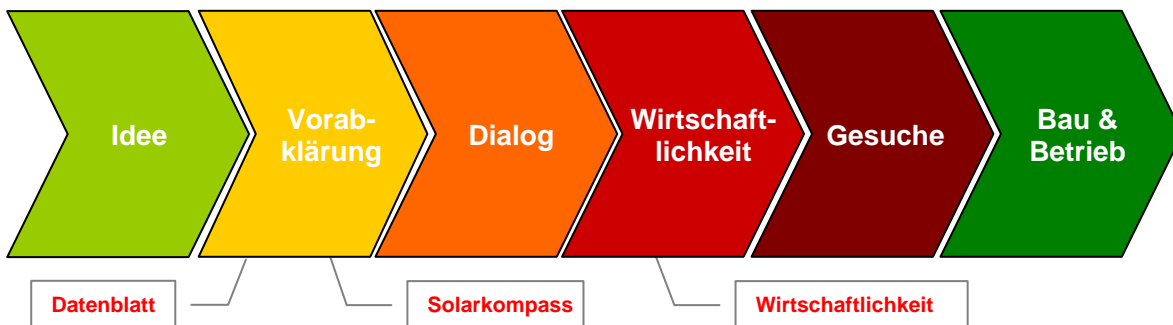 Idee
Vorab-
klärung
Dialog
Wirtschaft-
lichkeit
Gesuche
Bau &
Betrieb
Datenblatt
Solarkompass
Wirtschaftlichkeit